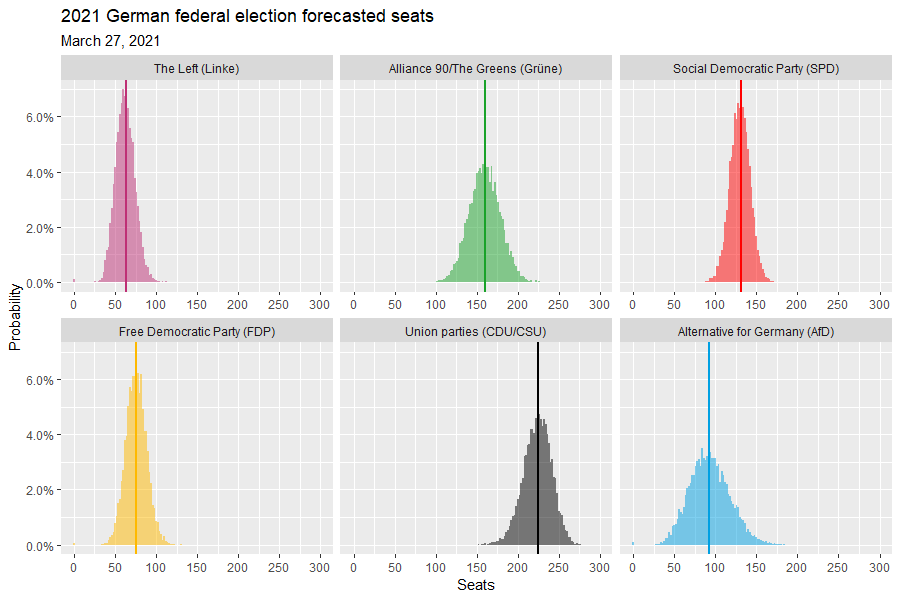 2021 German federal election forecasted seats
March 27, 2021
The Left (Linke) Alliance 90/The Greens (Grüne) Social Democratic Party (SPD)
6.0%
4.0%
2.0%
0.0%
0 50 100 150 200 250 300 0 50 100 150 200 250 300 0 50 100 150 200 250 300
Probability
Free Democratic Party (FDP) Union parties (CDU/CSU) Alternative for Germany (AfD)
6.0%
4.0%
2.0%
0.0%
0 50 100 150 200 250 300 0 50 100 150 200 250 300 0 50 100 150 200 250 300
Seats